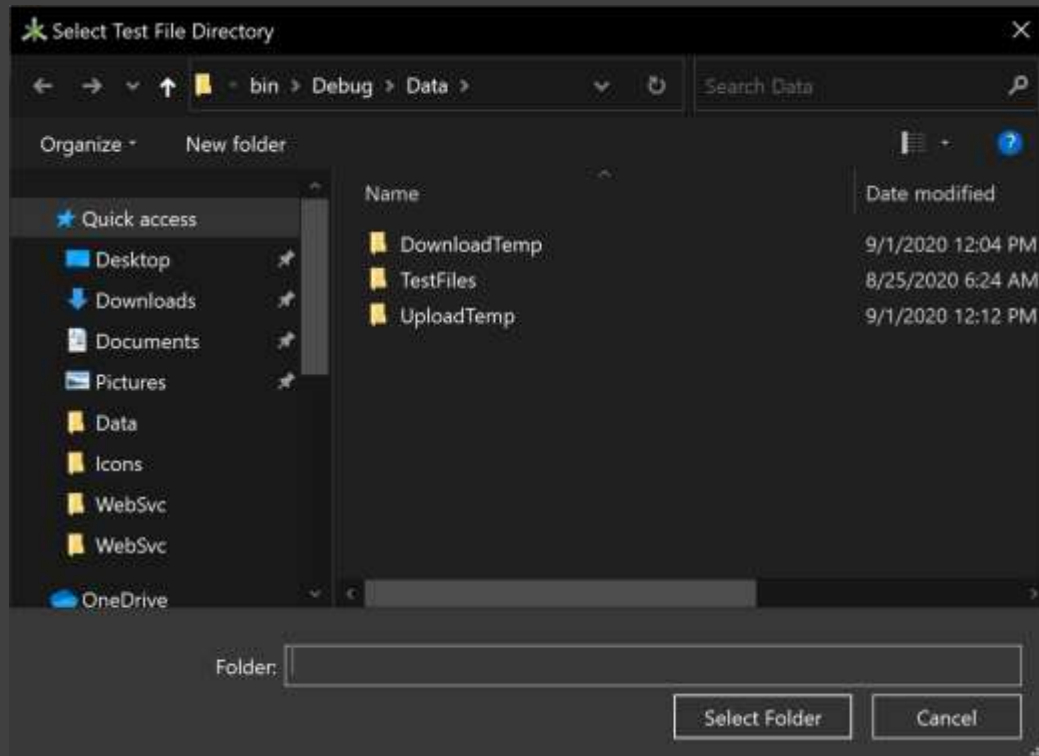 Select Test File Directory
bin > Debug > Data >
Search Data
Organize
New folder
Name
Date modified
Quick access
Desktop
Downloads
Documents
Pictures
Data
Icons
WebSvc
WebSvc
OneDrive
DownloadTemp 9/1/2020 12:04 PM
TestFiles 8/25/2020 6:24 AM
UploadTemp 9/1/2020 12:12 PM
Folder:
Select Folder
Cancel